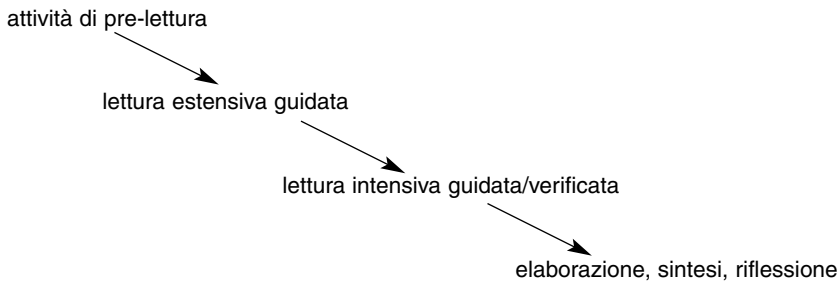 attività di pre-lettura
lettura estensiva guidata
lettura intensiva guidata/verificata
elaborazione, sintesi, riflessione